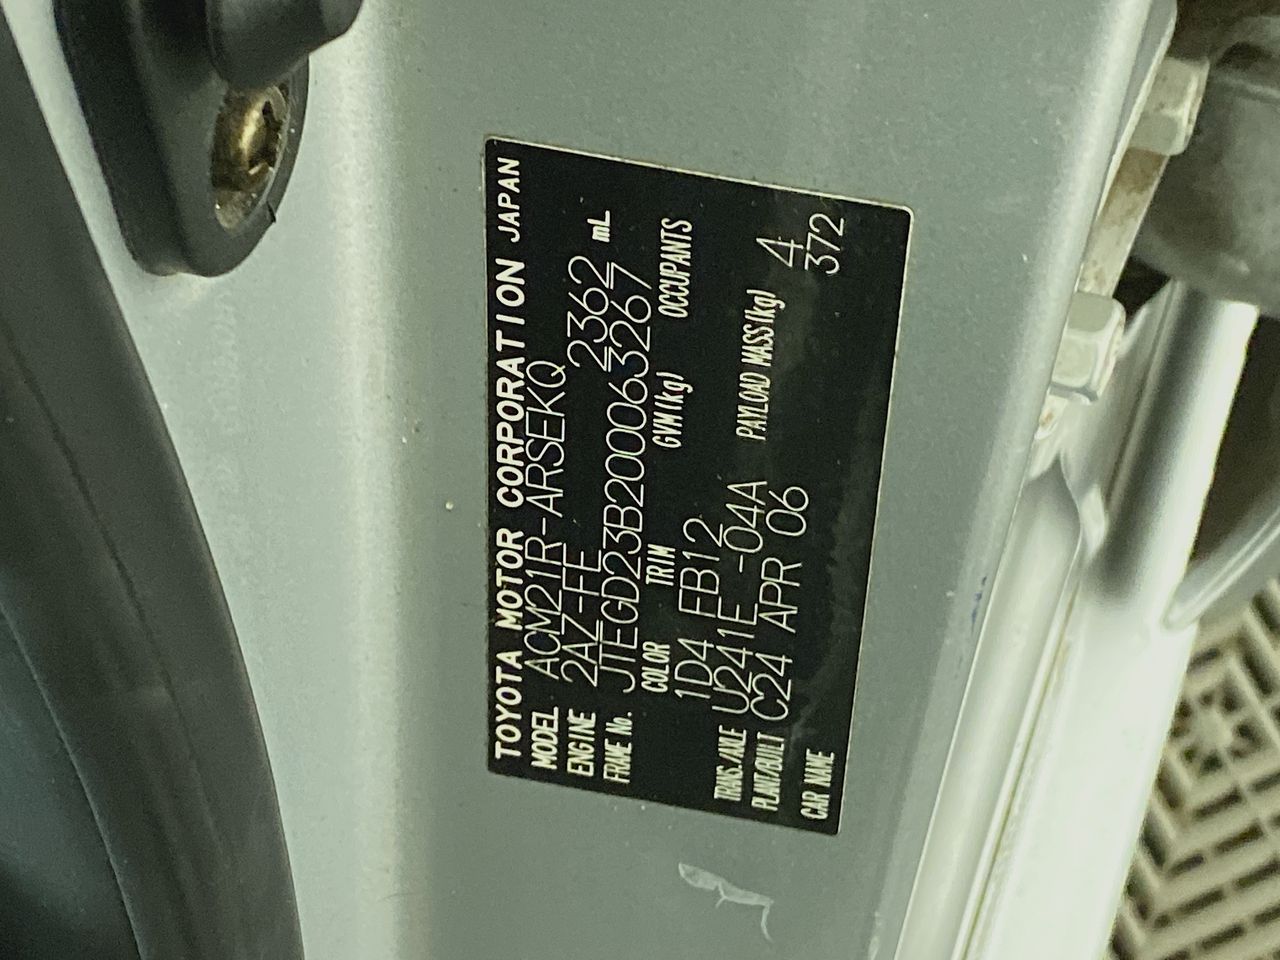 TOYOTA MOTOR CORPORATION JAPAN
MODEL ACM21R-ARSEKQ
ENGINE 2AZ-FE 2362 mL
FRAME No. JTEGD23B200063267
COLOR TRIM GVM(kg) OCCUPANTS
1D4 FB12 4
TRANS./AXLE U241E -04A PAYLOAD MASS(kg) 372
PLANT/BUILT C24 APR 06
CAR NAME